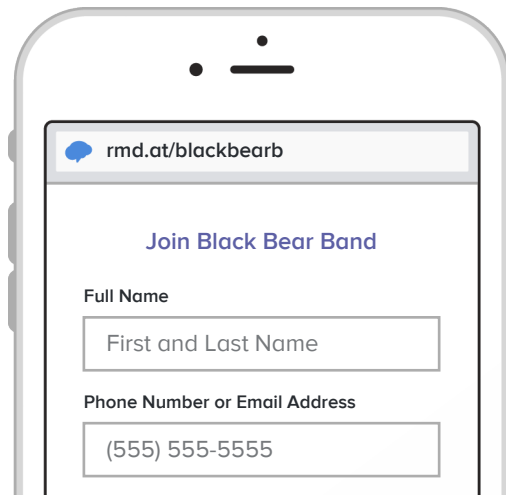 rmd.at/blackbearb
Join Black Bear Band
Full Name
First and Last Name
Phone Number or Email Address
(555) 555-5555